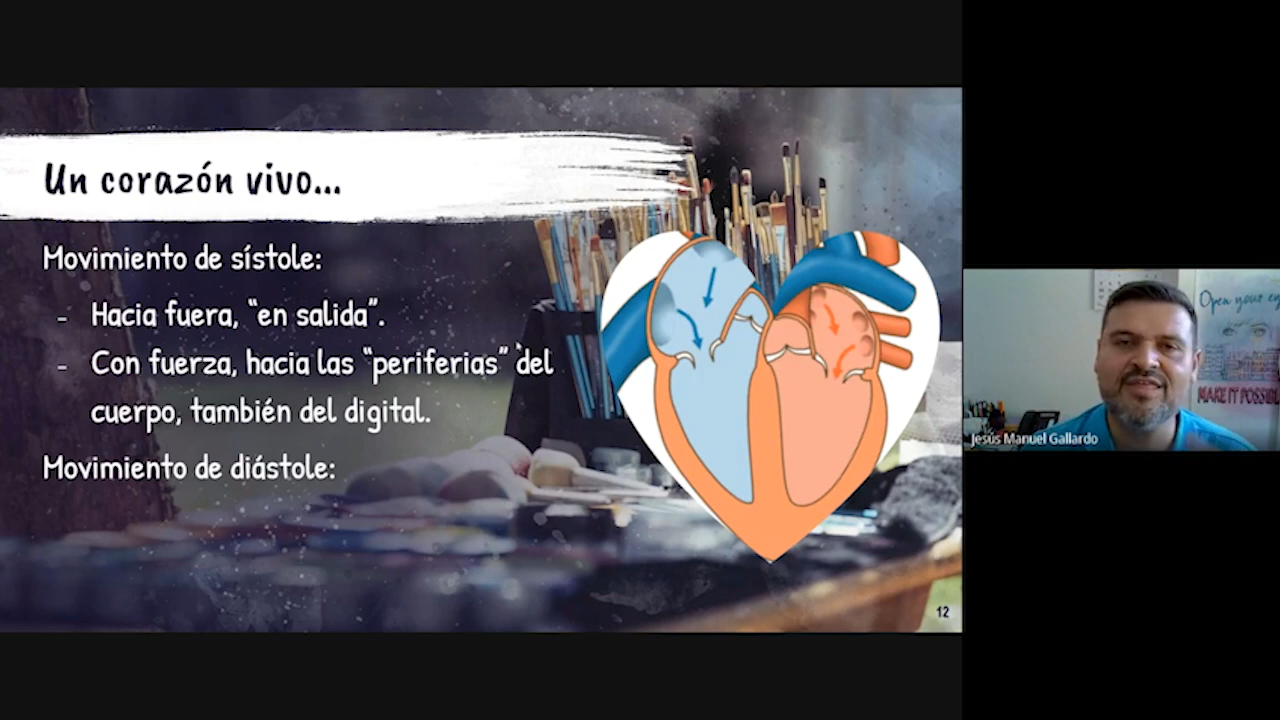 Un corazón vivo...
Movimiento de sístole:
- Hacia fuera, “en salida”.
- Con fuerza, hacia las “periferias” del
cuerpo, también del digital.
Movimiento de diástole:
12
Open your
MAKE IT POSSIBL
Jesús Manuel Gallardo